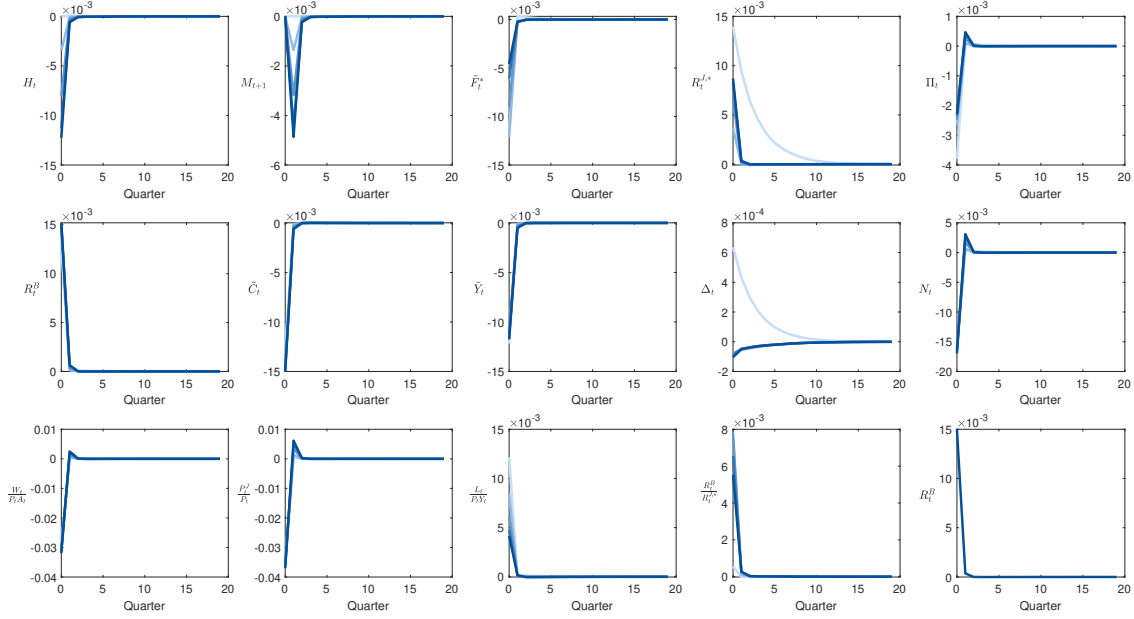 ×10⁻³ ×10⁻³ ×10⁻³ ×10⁻³
0 0 0 15 1
H_t -5 -10 -15
M_{t+1} -2 -4 -6
F̃_t^* -5 -10 -15
R_t^{J,*} 10 5 0
Π_t 0 -1 -2 -3 -4
0 5 10 15 20 0 5 10 15 20 0 5 10 15 20 0 5 10 15 20 0 5 10 15 20
Quarter Quarter Quarter Quarter Quarter
×10⁻³ ×10⁻³ ×10⁻³ ×10⁻⁴ ×10⁻³
R_t^B 15 10 5 0
C̃_t 0 -5 -10 -15
Ỹ_t 0 -5 -10 -15
Δ_t 8 6 4 2 0 -2
N_t 5 0 -5 -10 -15 -20
0 5 10 15 20 0 5 10 15 20 0 5 10 15 20 0 5 10 15 20 0 5 10 15 20
Quarter Quarter Quarter Quarter Quarter
×10⁻³ ×10⁻³ ×10⁻³
W_t/P_tA_t 0.01 0 -0.01 -0.02 -0.03 -0.04
P_t^J/P_t 0.01 0 -0.01 -0.02 -0.03 -0.04
L_t/P_tY_t 15 10 5 0
R_t^B/R_t^{J,*} 8 6 4 2 0
R_t^B 15 10 5 0
0 5 10 15 20 0 5 10 15 20 0 5 10 15 20 0 5 10 15 20 0 5 10 15 20
Quarter Quarter Quarter Quarter Quarter